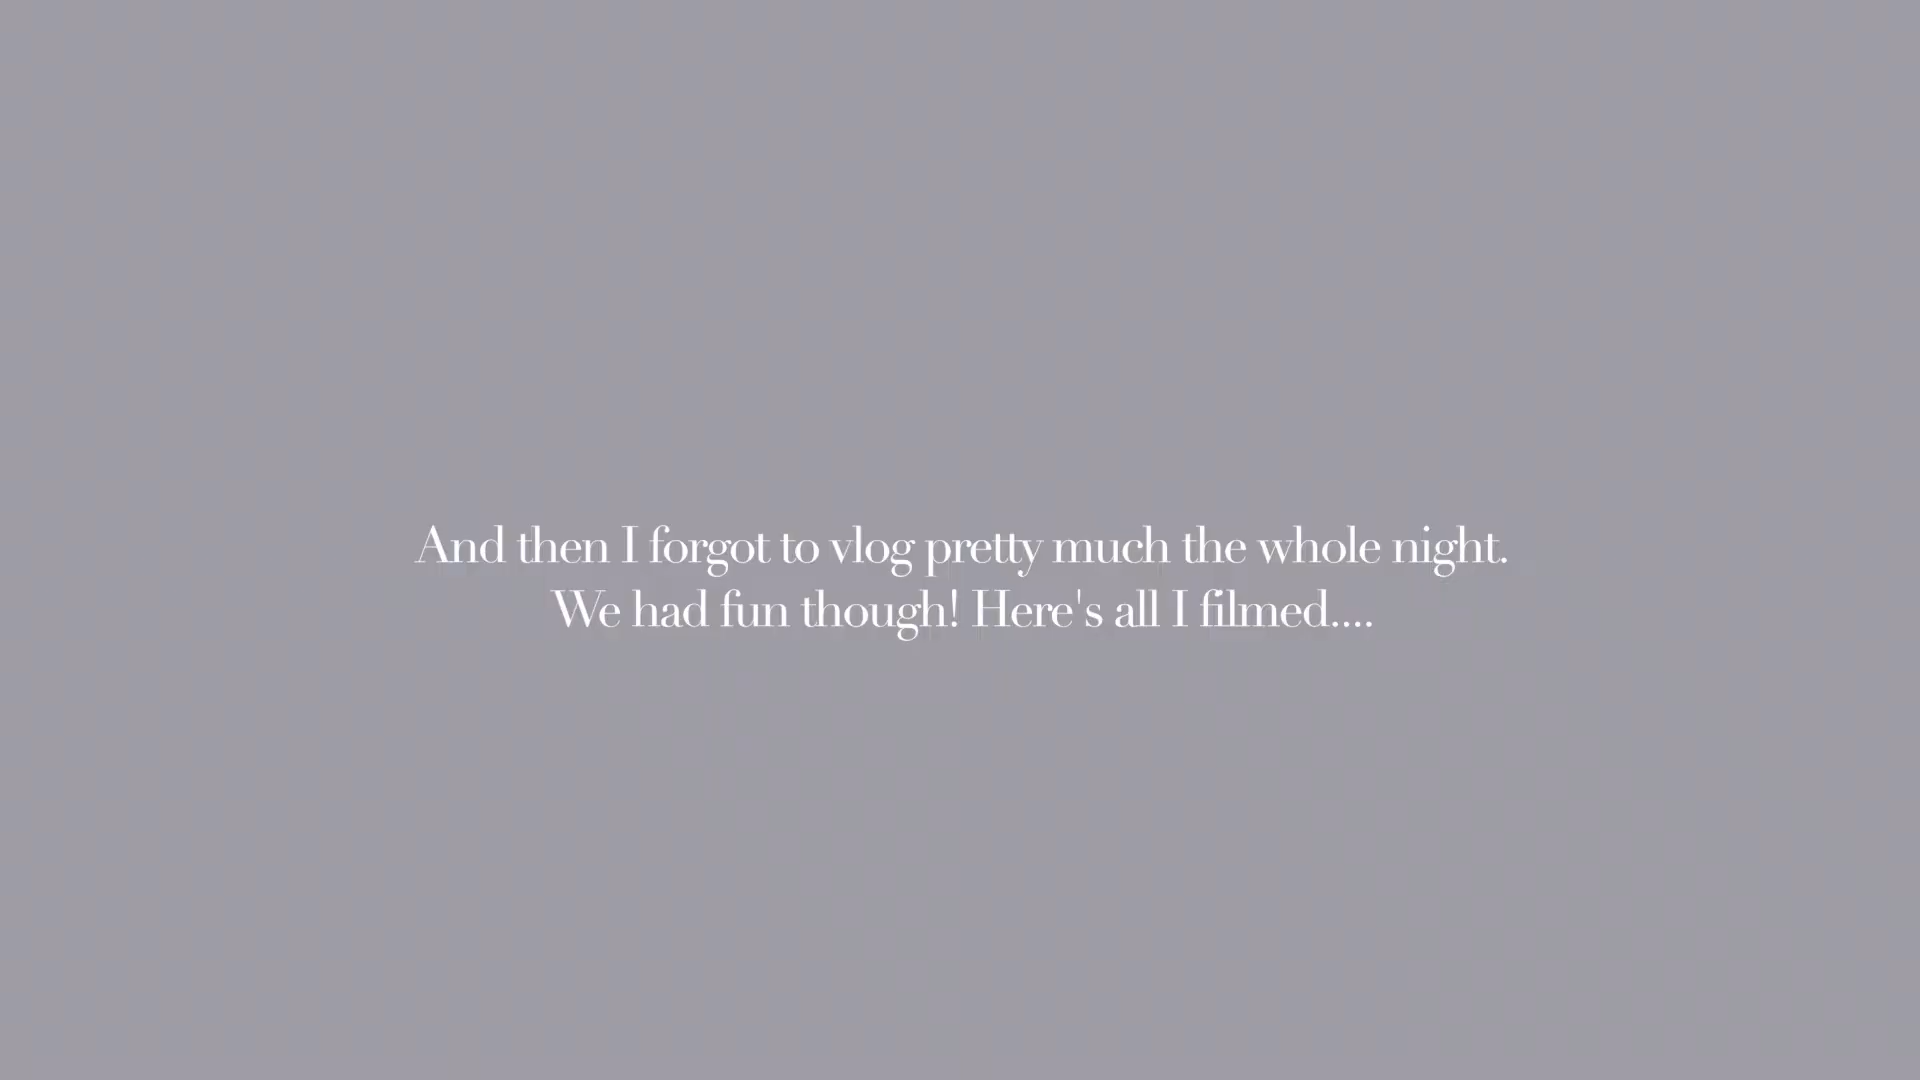 And then I forgot to vlog pretty much the whole night.
We had fun though! Here's all I filmed....